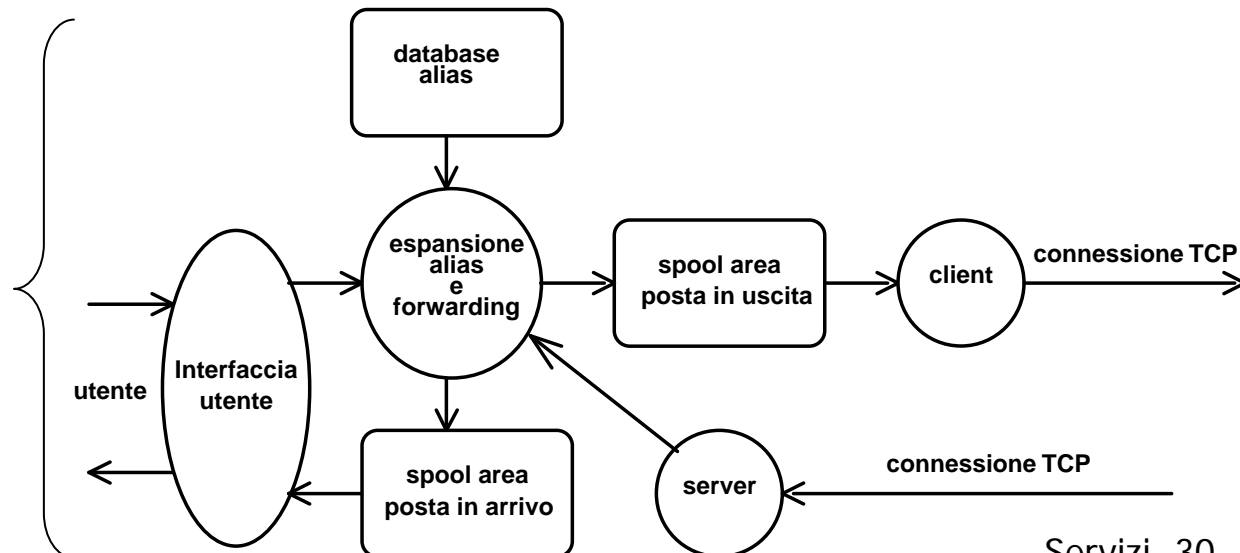 database
alias
espansione
alias
e
forwarding
spool area
posta in uscita
client
connessione TCP
utente
Interfaccia
utente
spool area
posta in arrivo
server
connessione TCP
Servizi 30